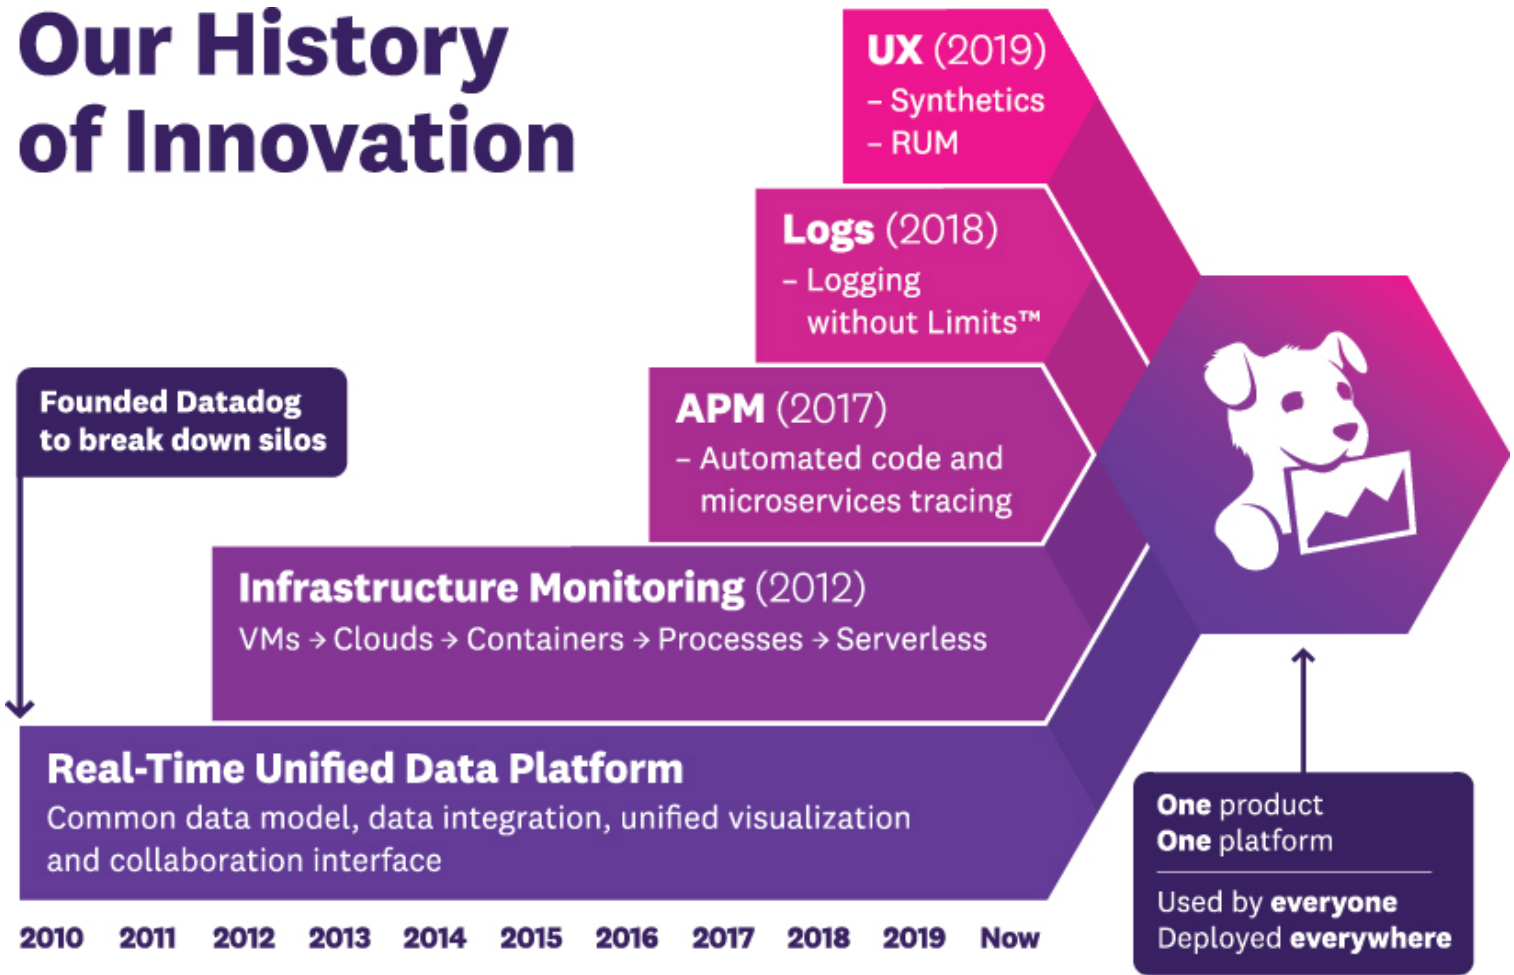 Our History
of Innovation
UX (2019)
– Synthetics
– RUM
Logs (2018)
– Logging
without Limits™
Founded Datadog
to break down silos
APM (2017)
– Automated code and
microservices tracing
Infrastructure Monitoring (2012)
VMs → Clouds → Containers → Processes → Serverless
Real-Time Unified Data Platform
Common data model, data integration, unified visualization
and collaboration interface
One product
One platform
Used by everyone
Deployed everywhere
2010 2011 2012 2013 2014 2015 2016 2017 2018 2019 Now